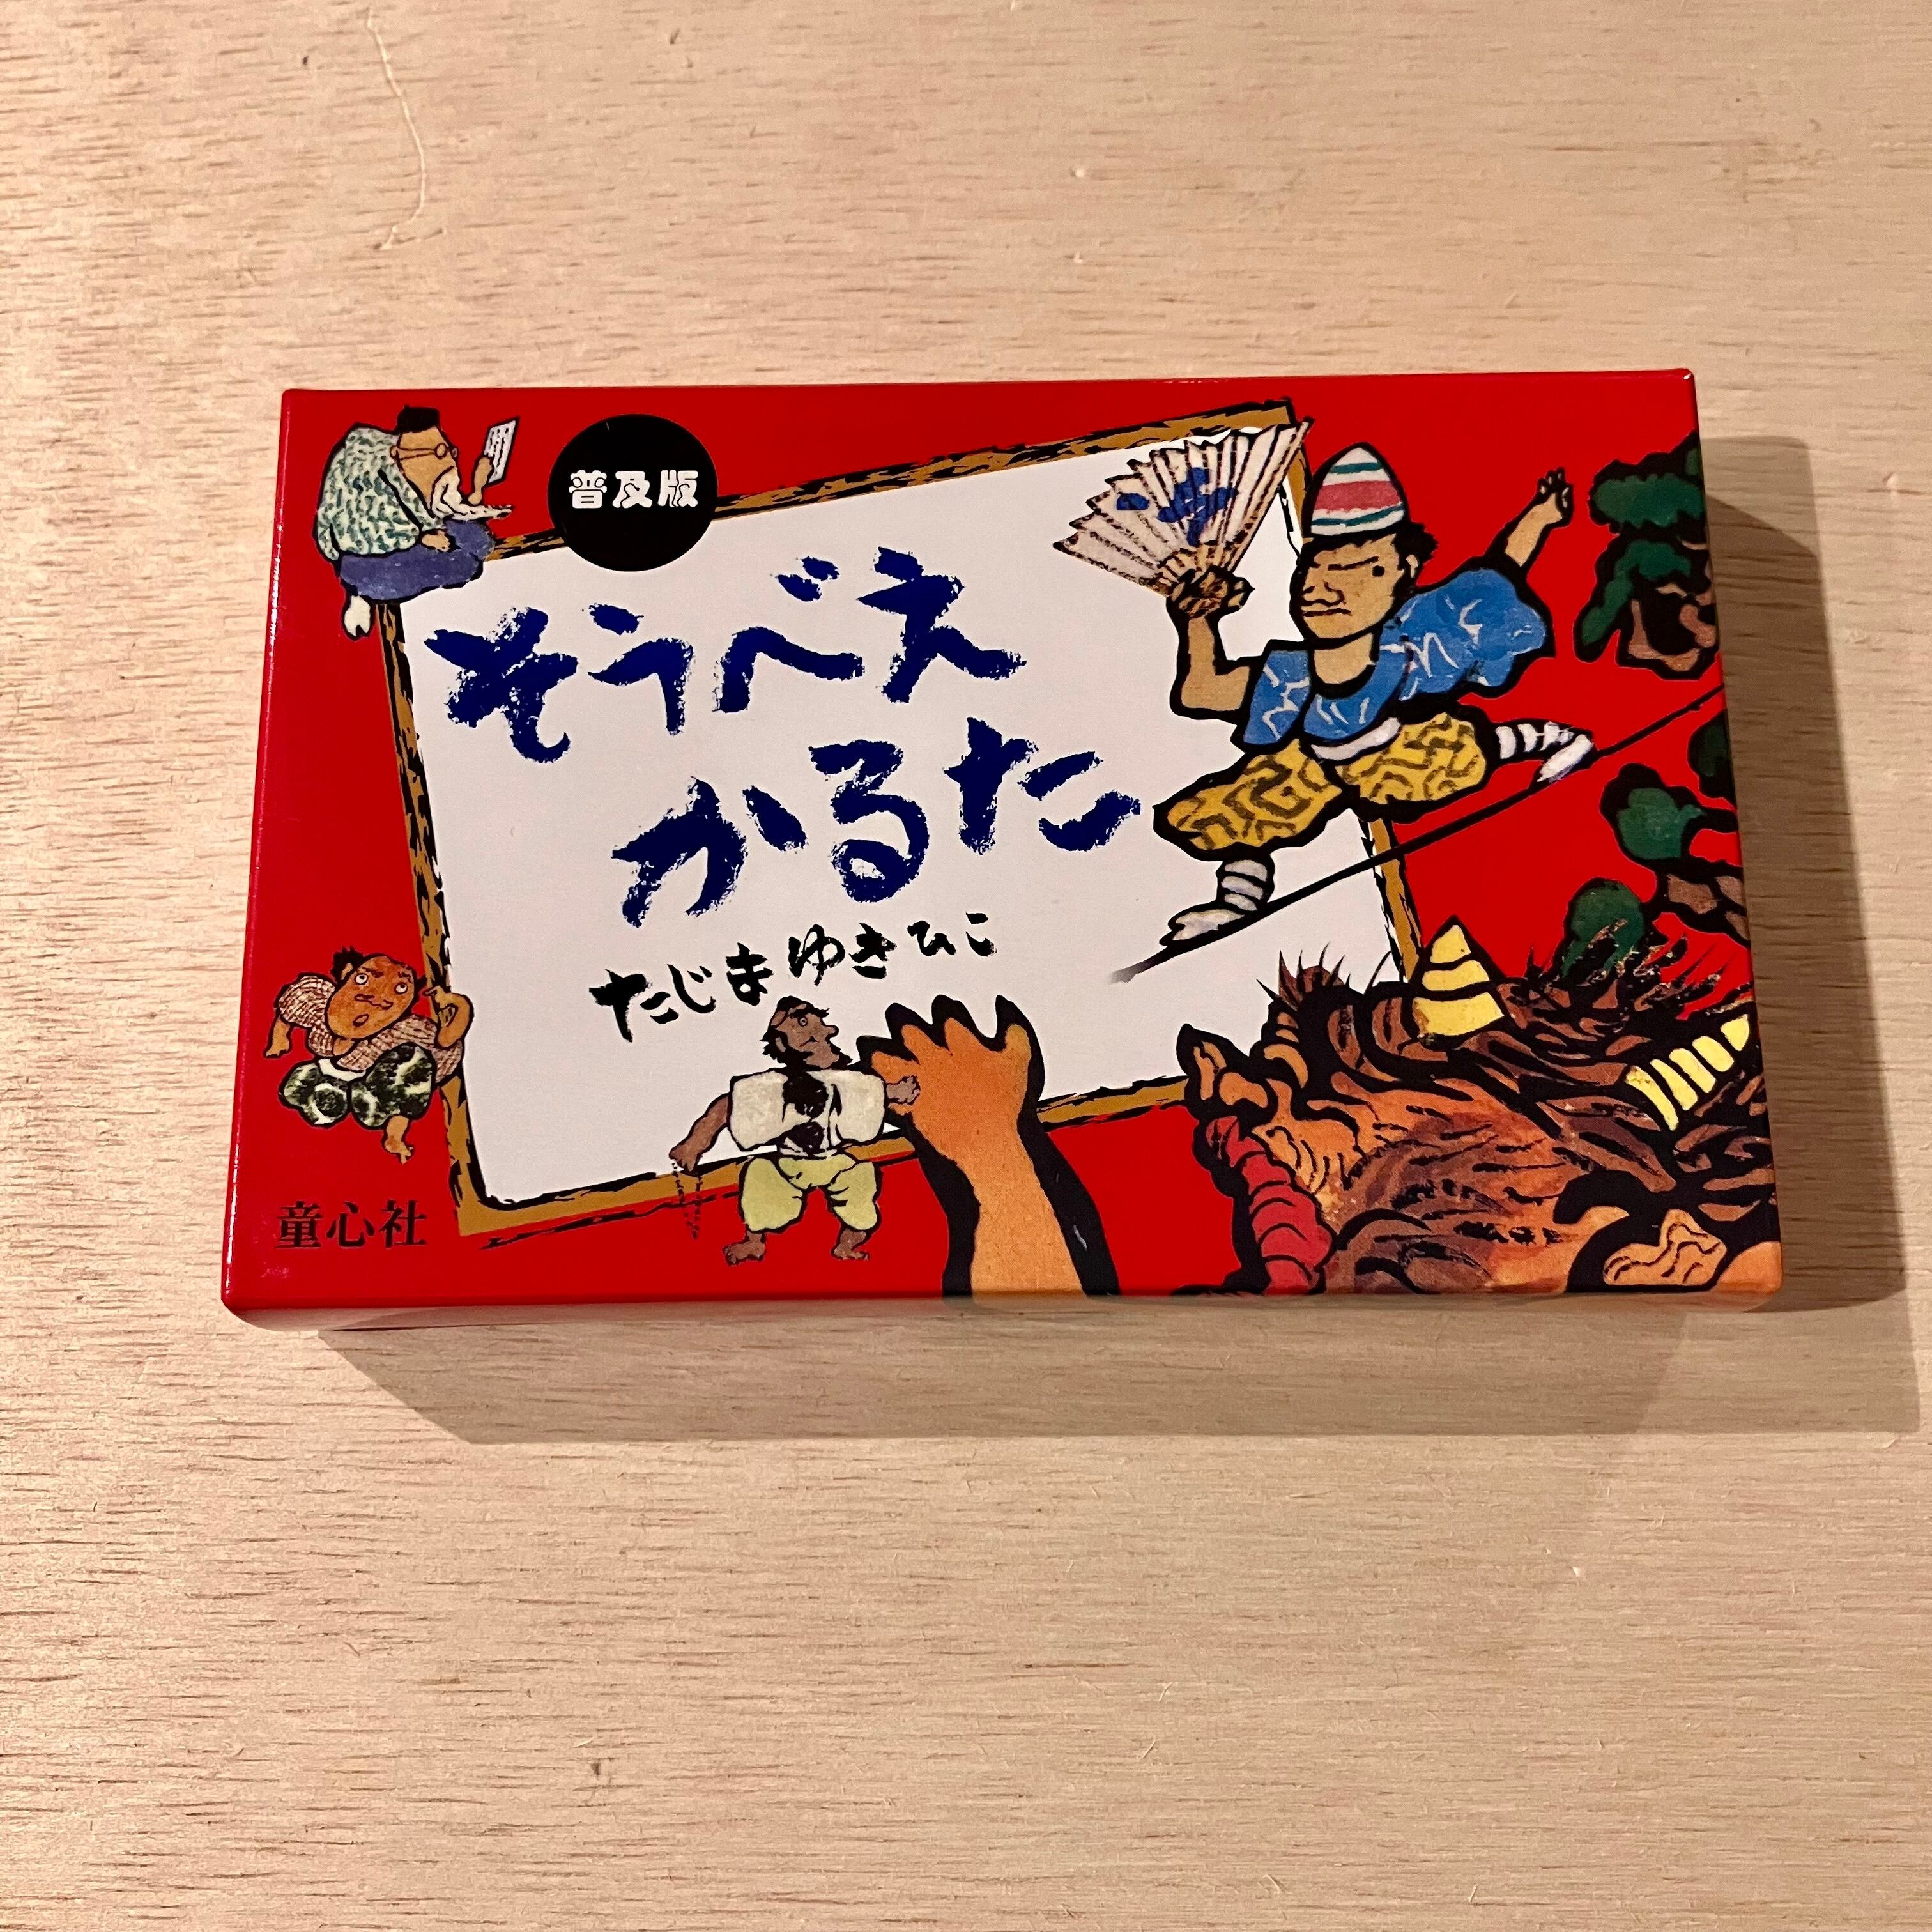 普及版
そうべえ
かるた
たじまゆきひこ
童心社